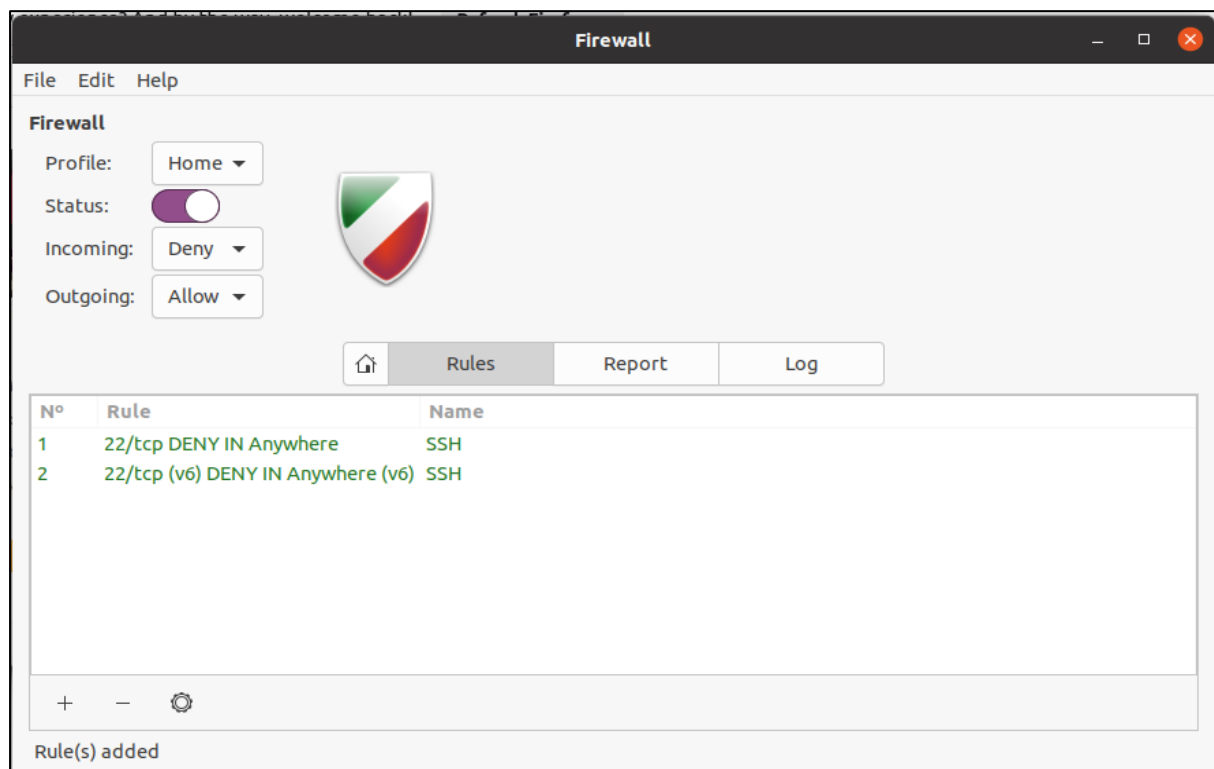 Firewall
File Edit Help
Firewall
Profile: Home
Status:
Incoming: Deny
Outgoing: Allow
Rules Report Log
Nº Rule Name
1 22/tcp DENY IN Anywhere SSH
2 22/tcp (v6) DENY IN Anywhere (v6) SSH
Rule(s) added